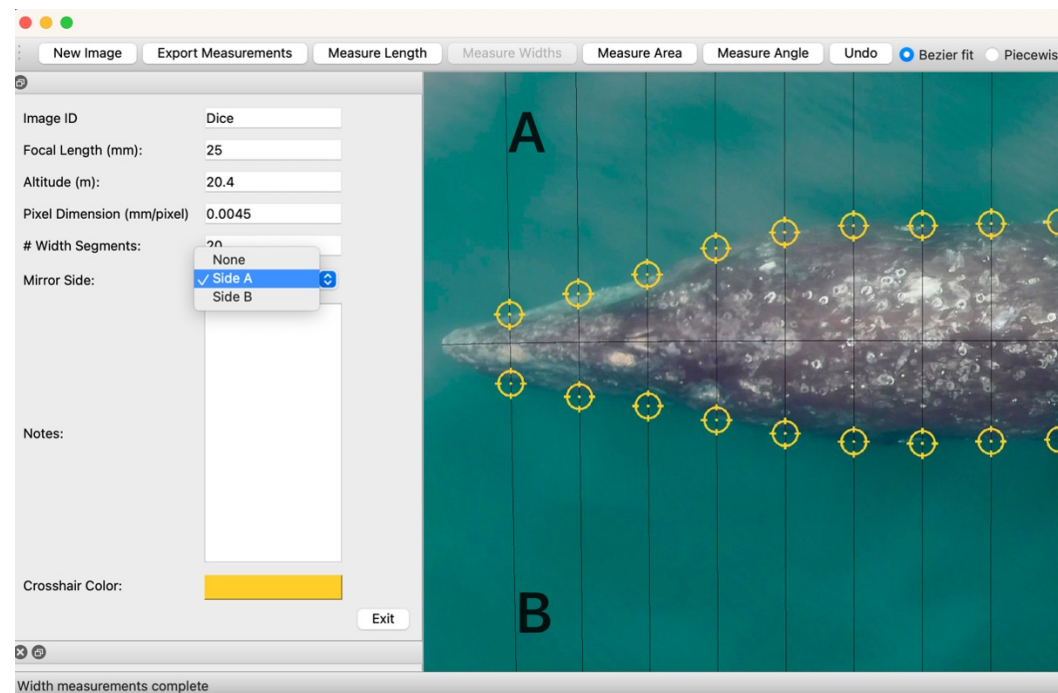 New Image Export Measurements Measure Length Measure Widths Measure Area Measure Angle Undo Bezier fit Piecewis
Image ID Dice
Focal Length (mm): 25
Altitude (m): 20.4
Pixel Dimension (mm/pixel) 0.0045
# Width Segments: 20
None
Mirror Side: ✓ Side A
Side B
Notes:
Crosshair Color:
Exit
Width measurements complete
A
B